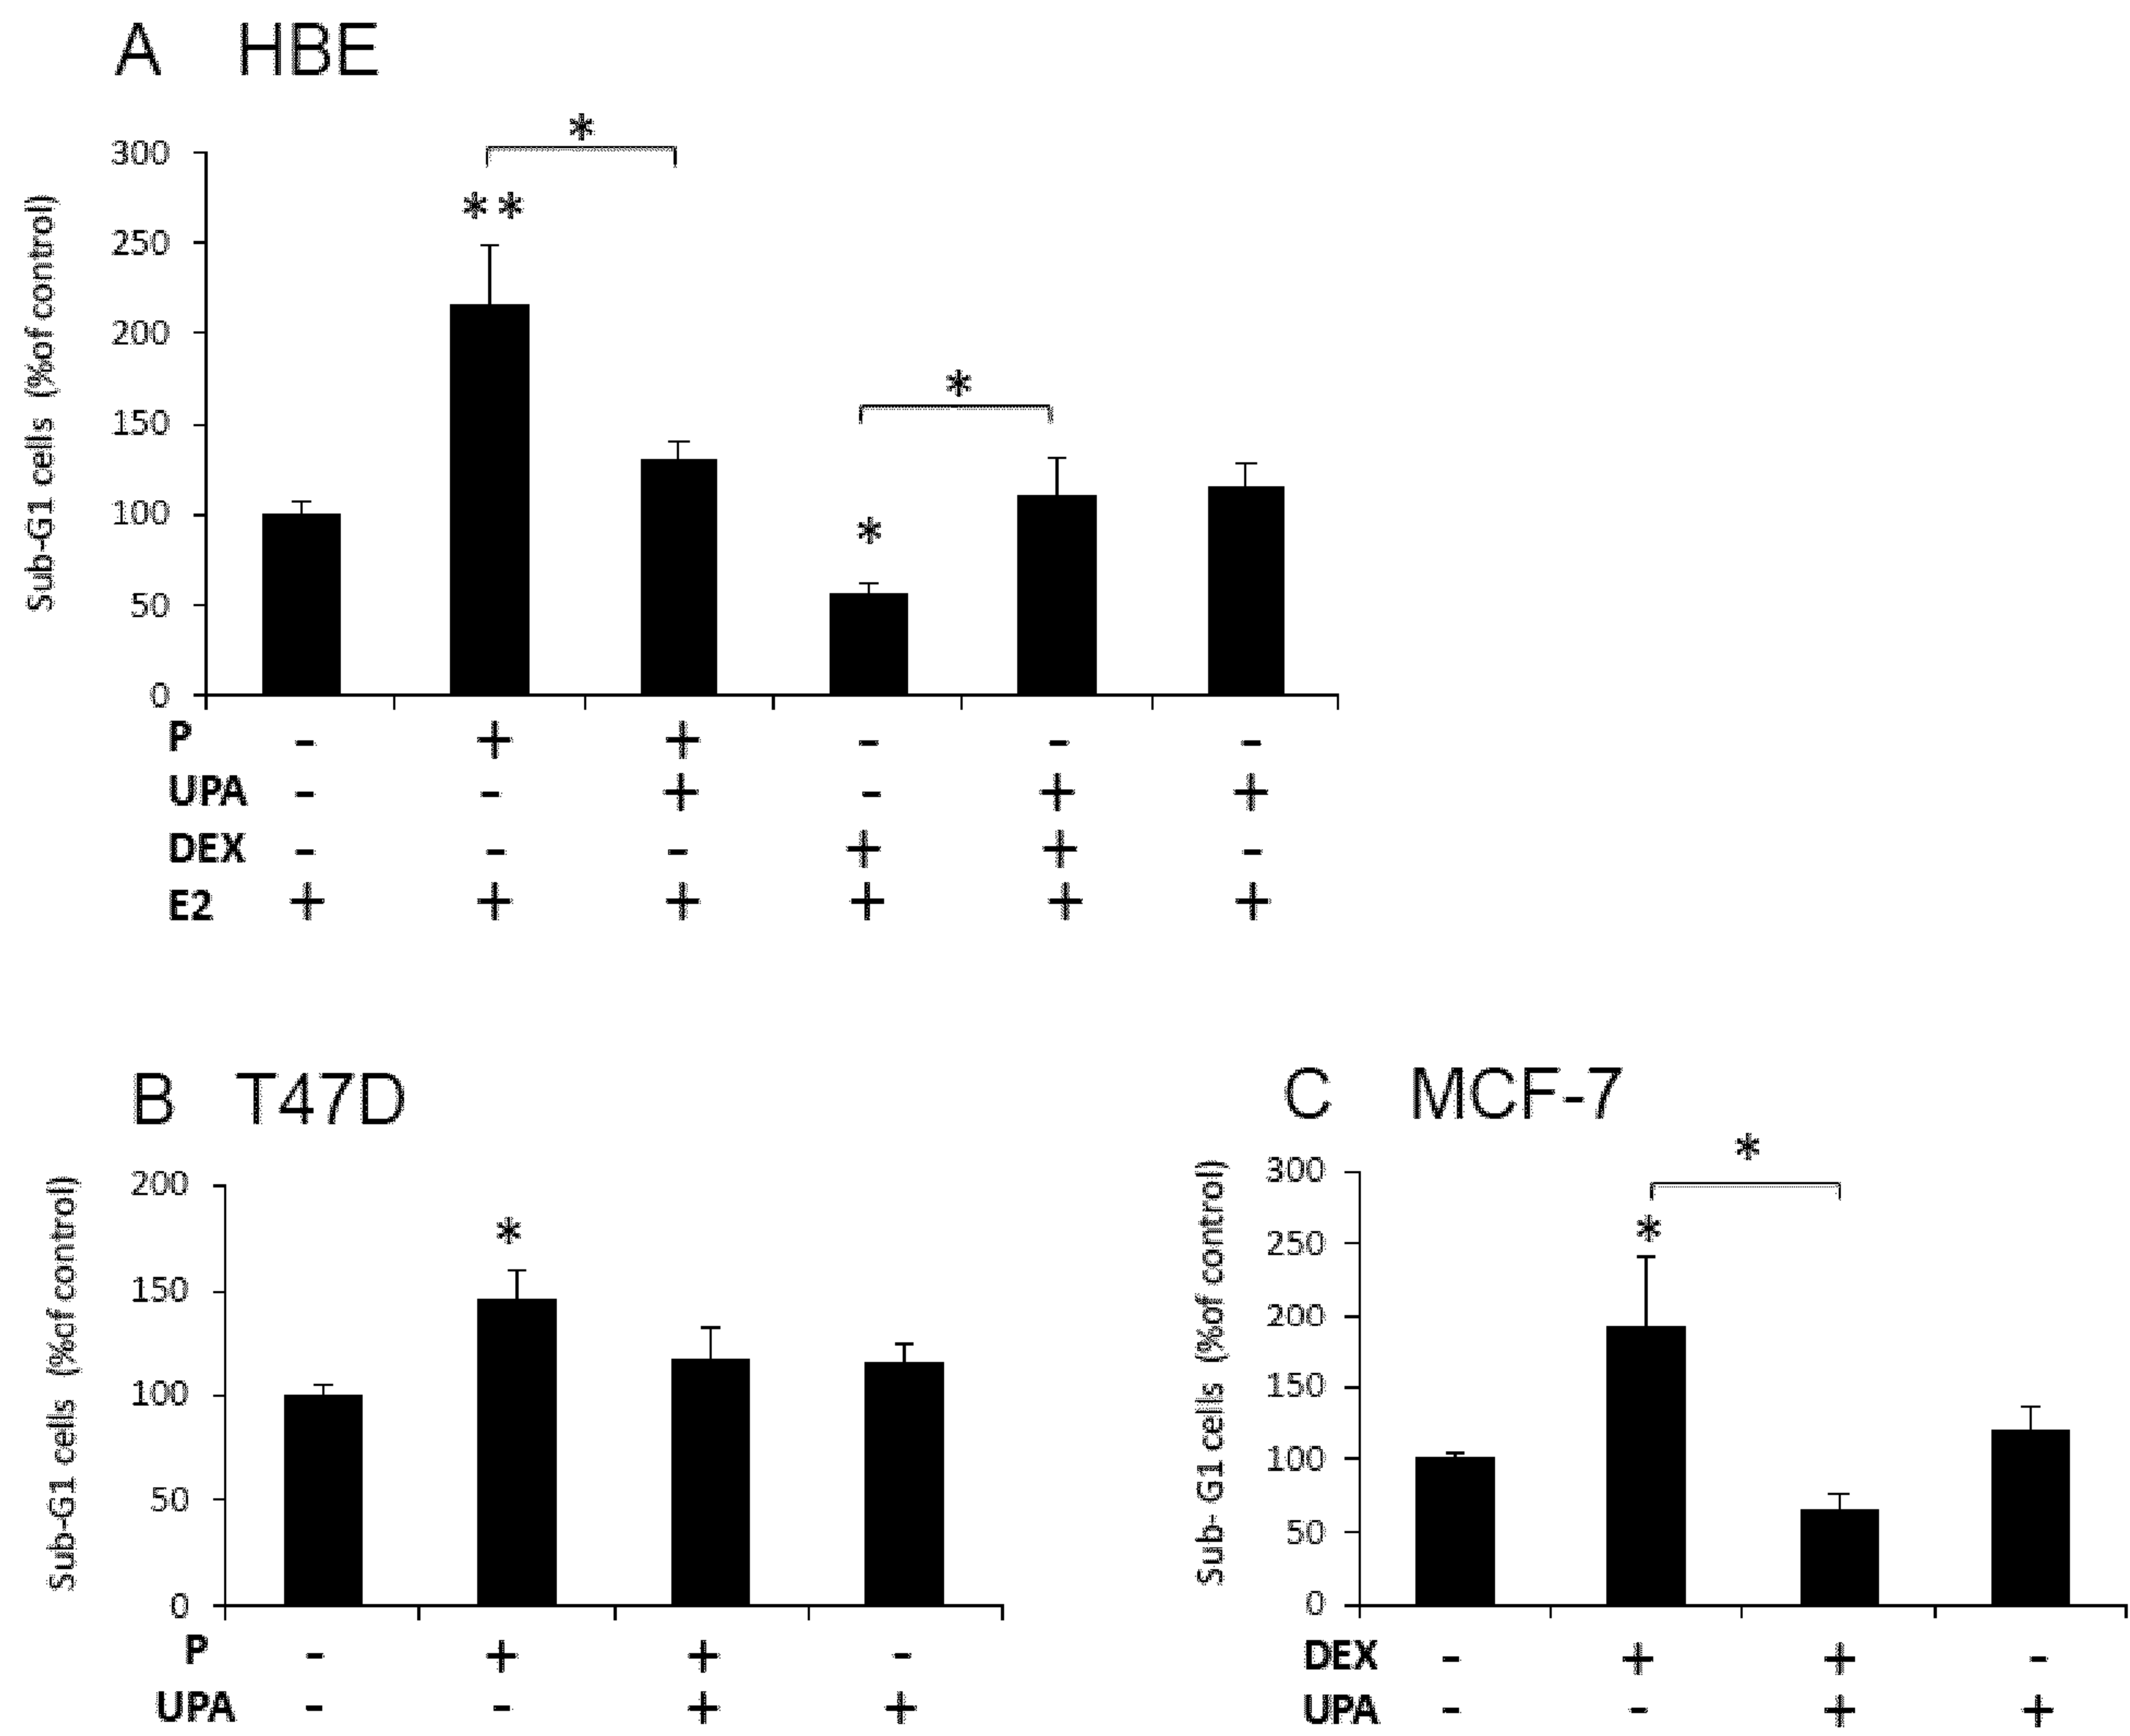 A HBE
*
300
**
250
Sub-G1 cells (%of control)
200
*
150
100
*
50
0
P - + + - - -
UPA - - + - + +
DEX - - - + + -
E2 + + + + + +
B T47D
200
*
150
Sub-G1 cells (%of control)
100
50
0
P - + + -
UPA - - + +
C MCF-7
*
300
*
250
Sub- G1 cells (%of control)
200
150
100
50
0
DEX - + + -
UPA - - + +